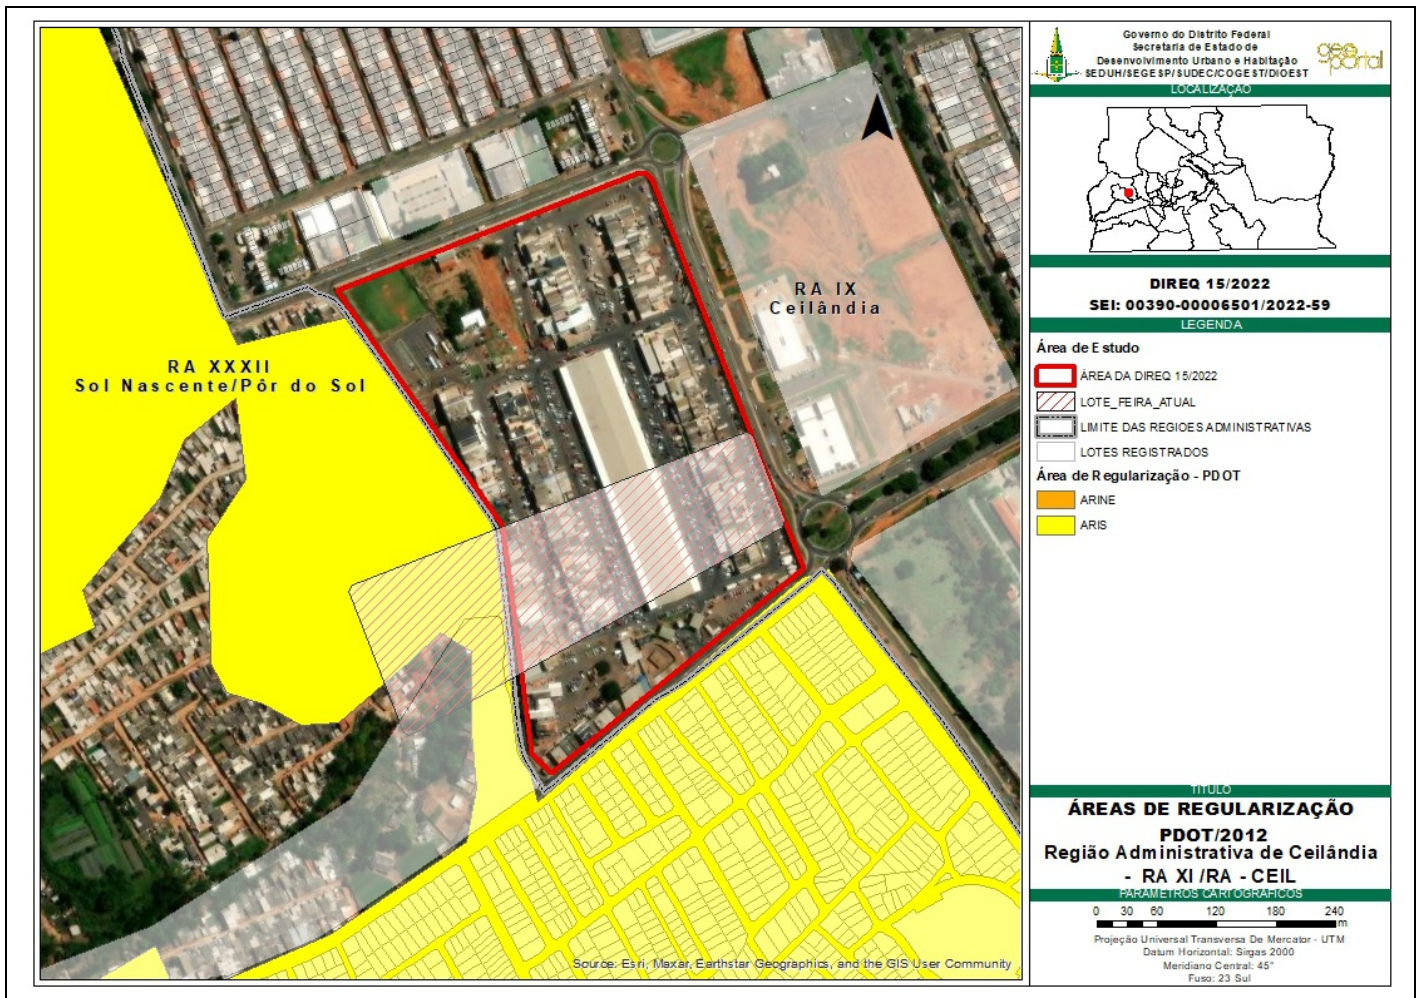 RA IX
Ceilândia
RA XXXII
Sol Nascente/Pôr do Sol
Source: Esri, Maxar, Earthstar Geographics, and the GIS User Community
Governo do Distrito Federal
Secretaria de Estado de
Desenvolvimento Urbano e Habitação
SEDUH/SEGESP/SUDEC/COGEST/DIOEST
geo
portal
LOCALIZAÇÃO
DIREQ 15/2022
SEI: 00390-00006501/2022-59
LEGENDA
Área de Estudo
ÁREA DA DIREQ 15/2022
LOTE_FEIRA_ATUAL
LIMITE DAS REGIOES ADMINISTRATIVAS
LOTES REGISTRADOS
Área de Regularização - PDOT
ARINE
ARIS
TÍTULO
ÁREAS DE REGULARIZAÇÃO
PDOT/2012
Região Administrativa de Ceilândia
- RA XI /RA - CEIL
PARÂMETROS CARTOGRÁFICOS
0 30 60 120 180 240
m
Projeção Universal Transversa De Mercator - UTM
Datum Horizontal: Sirgas 2000
Meridiano Central: 45°
Fuso: 23 Sul